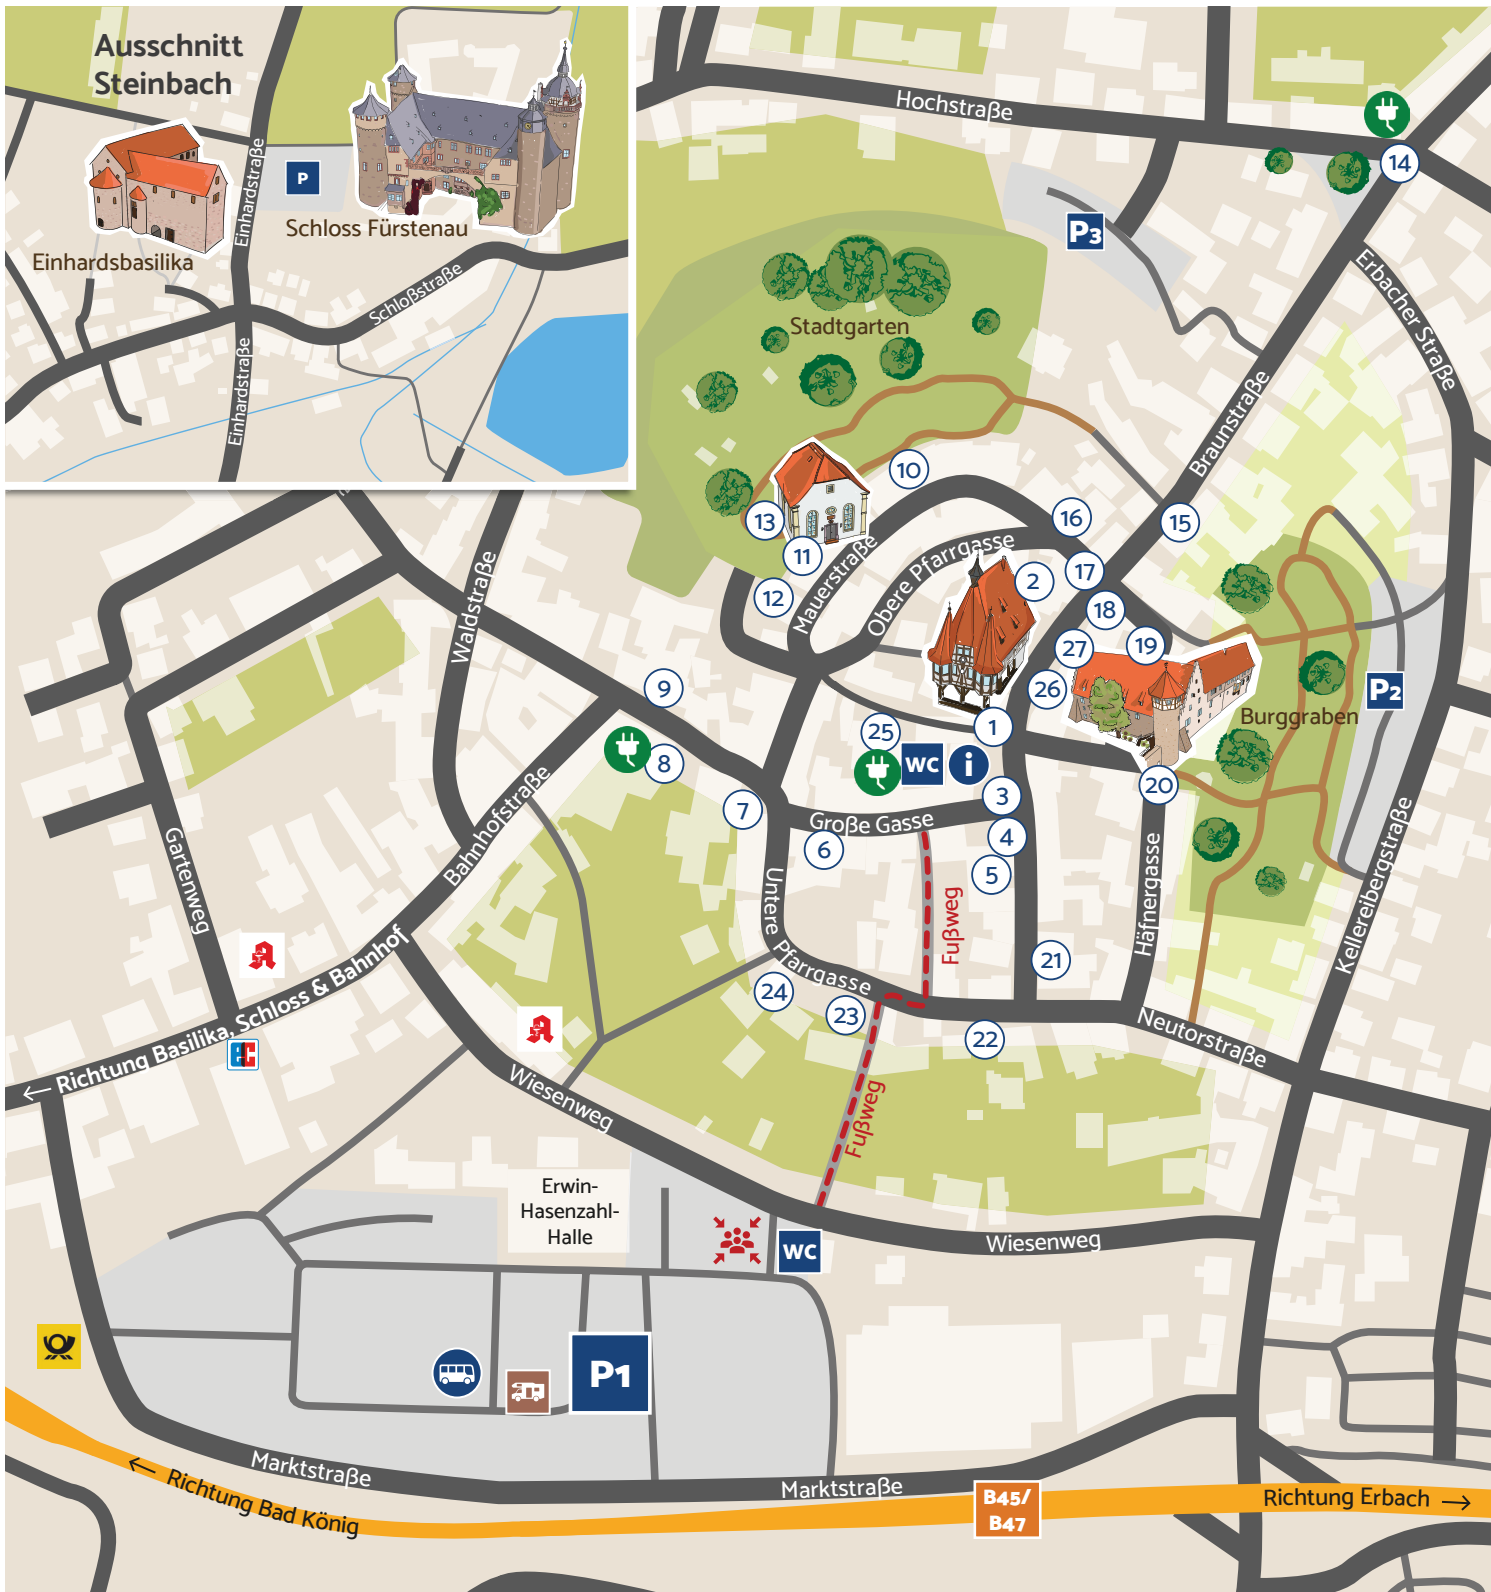 Ausschnitt
Steinbach
P
Einhardstraße
Schloss Fürstenau
Einhardsbasilika
Schloßstraße
Einhardstraße
Hochstraße
14
P3
Erbacher Straße
Stadtgarten
Braunstraße
10
13
11
12
Mauerstraße
Obere Pfarrgasse
16
15
17
2
18
19
27
26
Waldstraße
9
8
P2
Burggraben
1
25
WC
i
20
3
7
Große Gasse
6
4
5
Bahnhofstraße
Gartenweg
Untere Pfarrgasse
Fußweg
Häfnergasse
Kellereibergstraße
21
24
23
22
Neutorstraße
← Richtung Basilika, Schloss & Bahnhof
A
EC
A
Wiesenweg
Fußweg
Erwin-
Hasenzahl-
Halle
WC
Wiesenweg
P1
Marktstraße
Marktstraße
← Richtung Bad König
B45/
B47
Richtung Erbach →